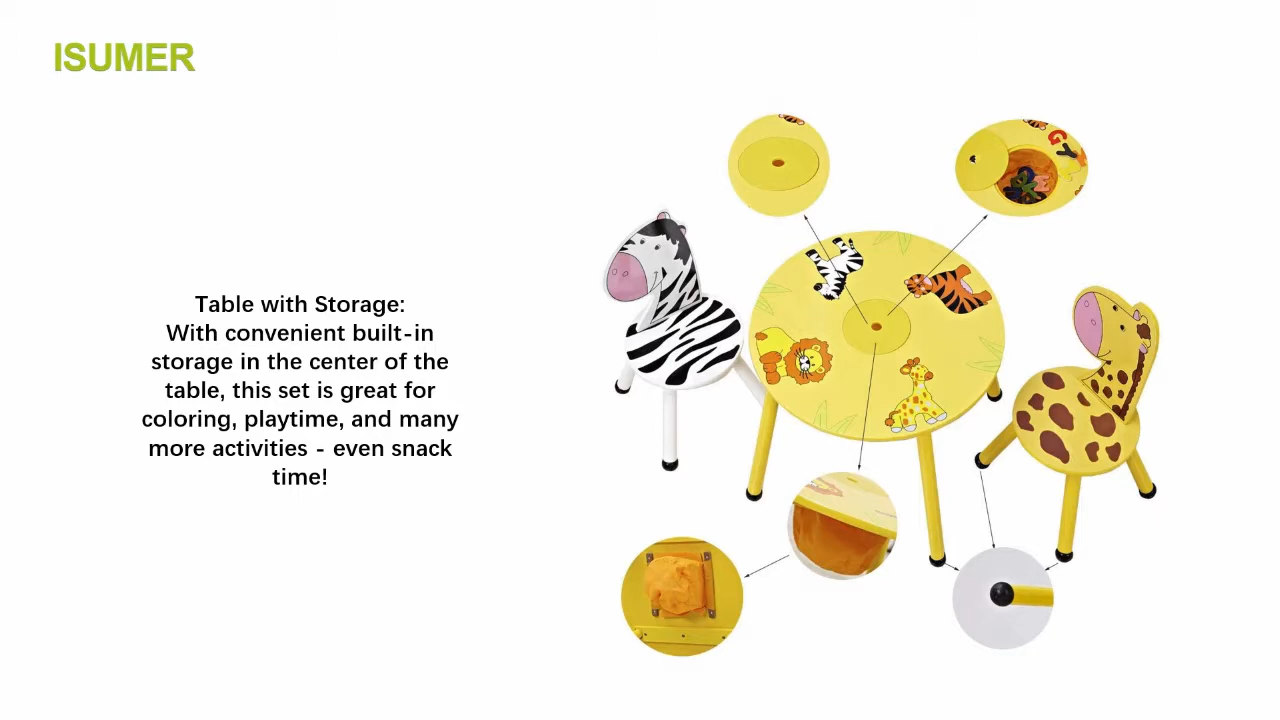 ISUMER
Table with Storage:
With convenient built-in
storage in the center of the
table, this set is great for
coloring, playtime, and many
more activities - even snack
time!
G
Y